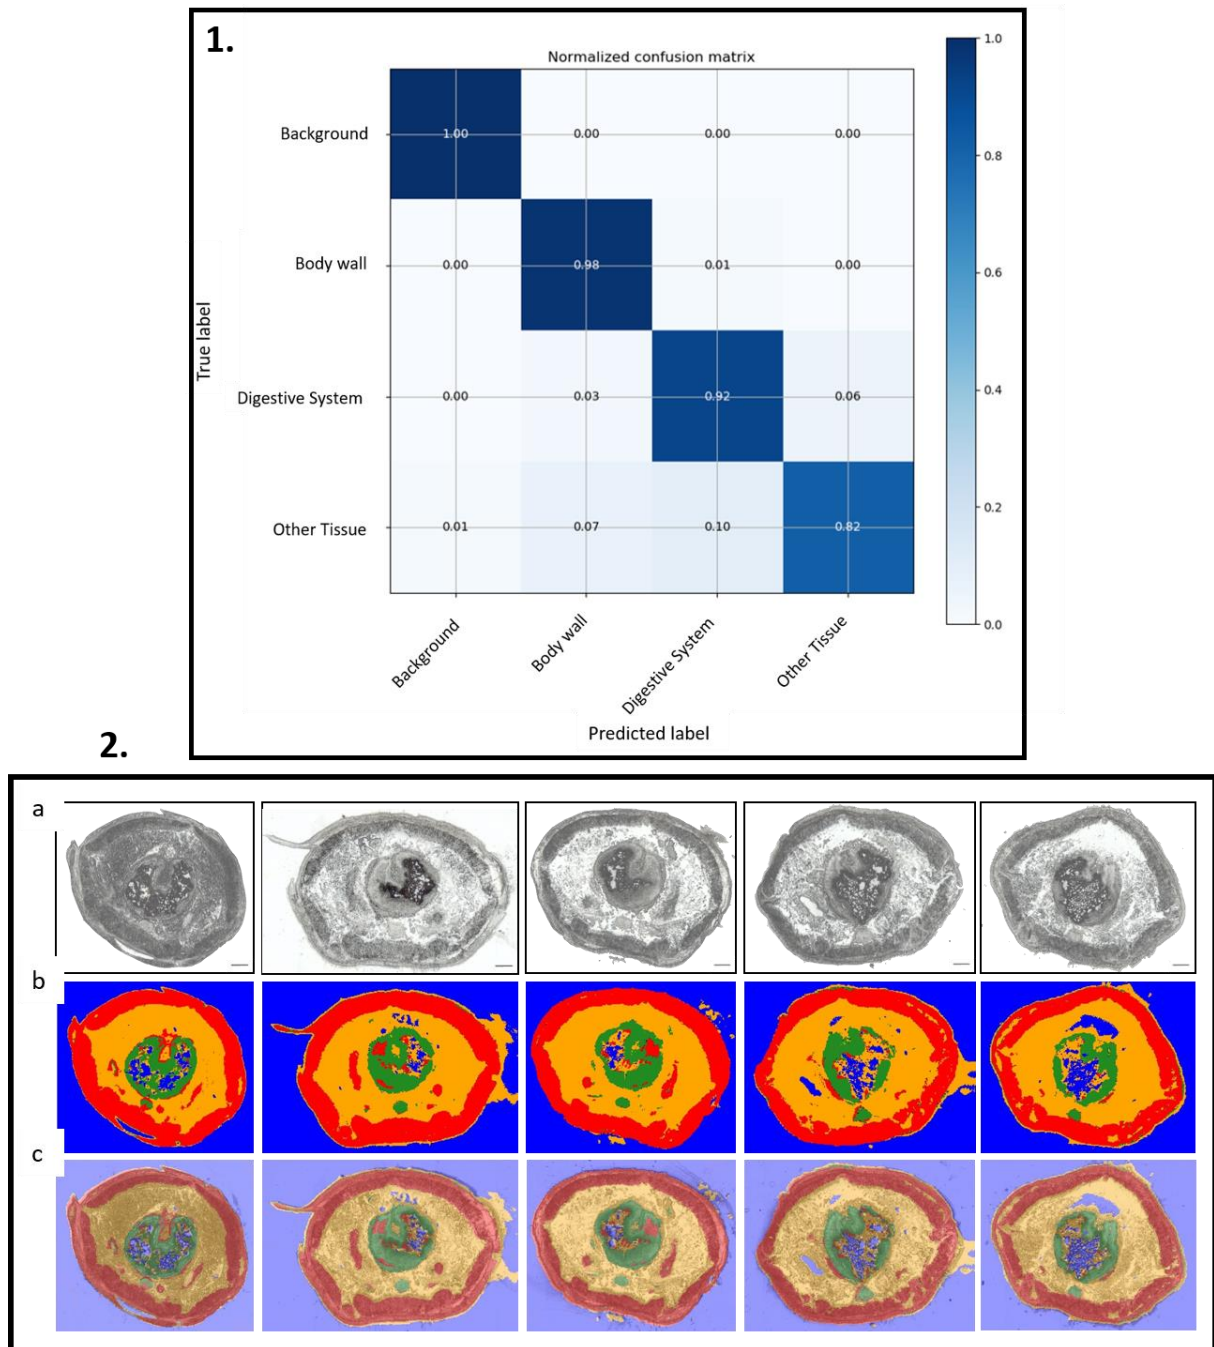 1.
Normalized confusion matrix
True label
Background
1.00 0.00 0.00 0.00
Body wall
0.00 0.98 0.01 0.00
Digestive System
0.00 0.03 0.92 0.06
Other Tissue
0.01 0.07 0.10 0.82
Background
Body wall
Digestive System
Other Tissue
Predicted label
1.0
0.8
0.6
0.4
0.2
0.0
2.
a
b
c